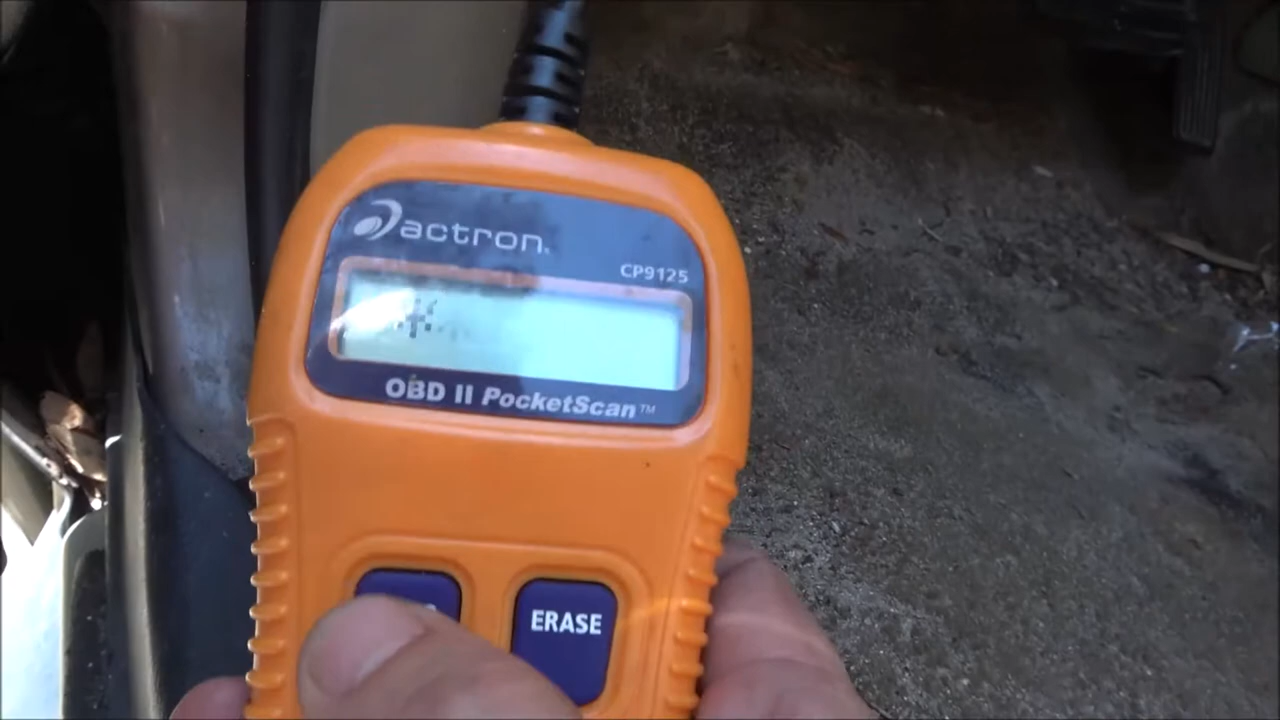 actron
CP9125
OBD II PocketScan™
ERASE